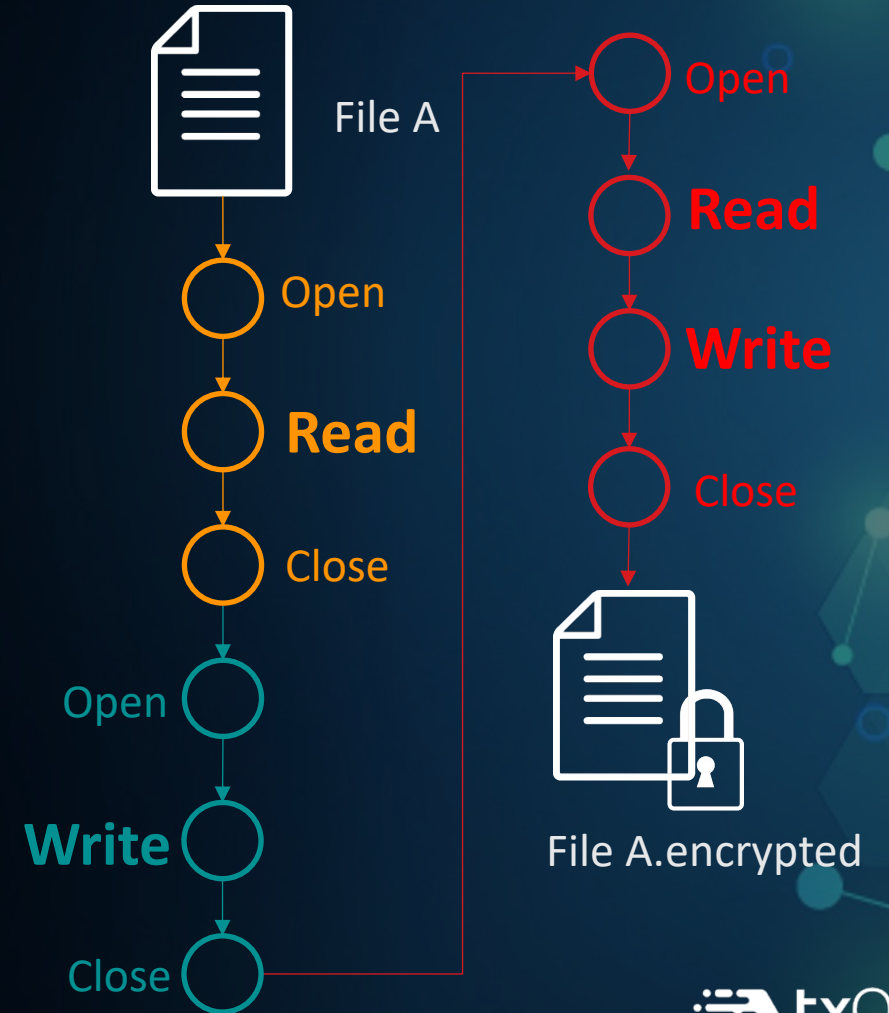 File A
Open
Read
Close
Open
Write
Close
Open
Read
Write
Close
File A.encrypted